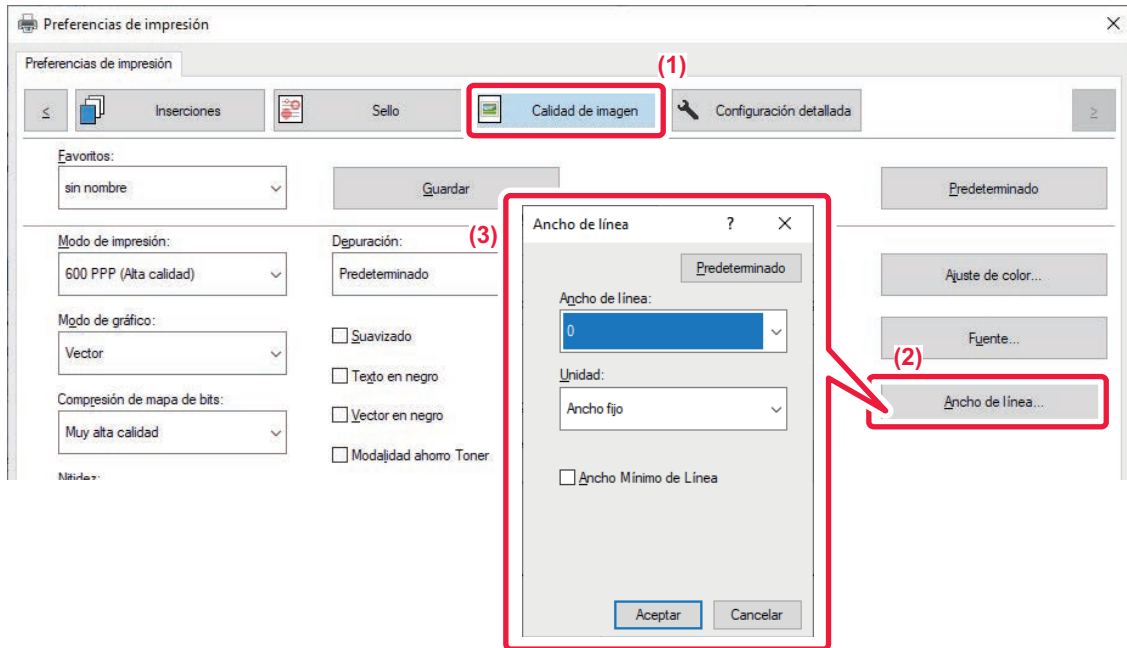 Preferencias de impresión
Preferencias de impresión
(1)
≤ Inserciones Sello Calidad de imagen Configuración detallada ≥
Favoritos:
sin nombre Guardar Predeterminado
Modo de impresión: Depuración:
600 PPP (Alta calidad) Predeterminado Ajuste de color...
Modo de gráfico:
Vector Suavizado Fuente...
Texto en negro
(2)
Compresión de mapa de bits:
Muy alta calidad Vector en negro Ancho de línea...
Modalidad ahorro Toner
Nitidez:
(3)
Ancho de línea ? ×
Predeterminado
Ancho de línea:
0
Unidad:
Ancho fijo
Ancho Mínimo de Línea
Aceptar Cancelar